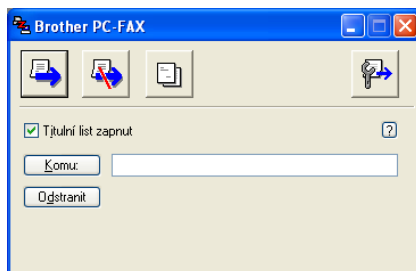 Brother PC-FAX
Titulní list zapnut
?
Komu:
Odstranit